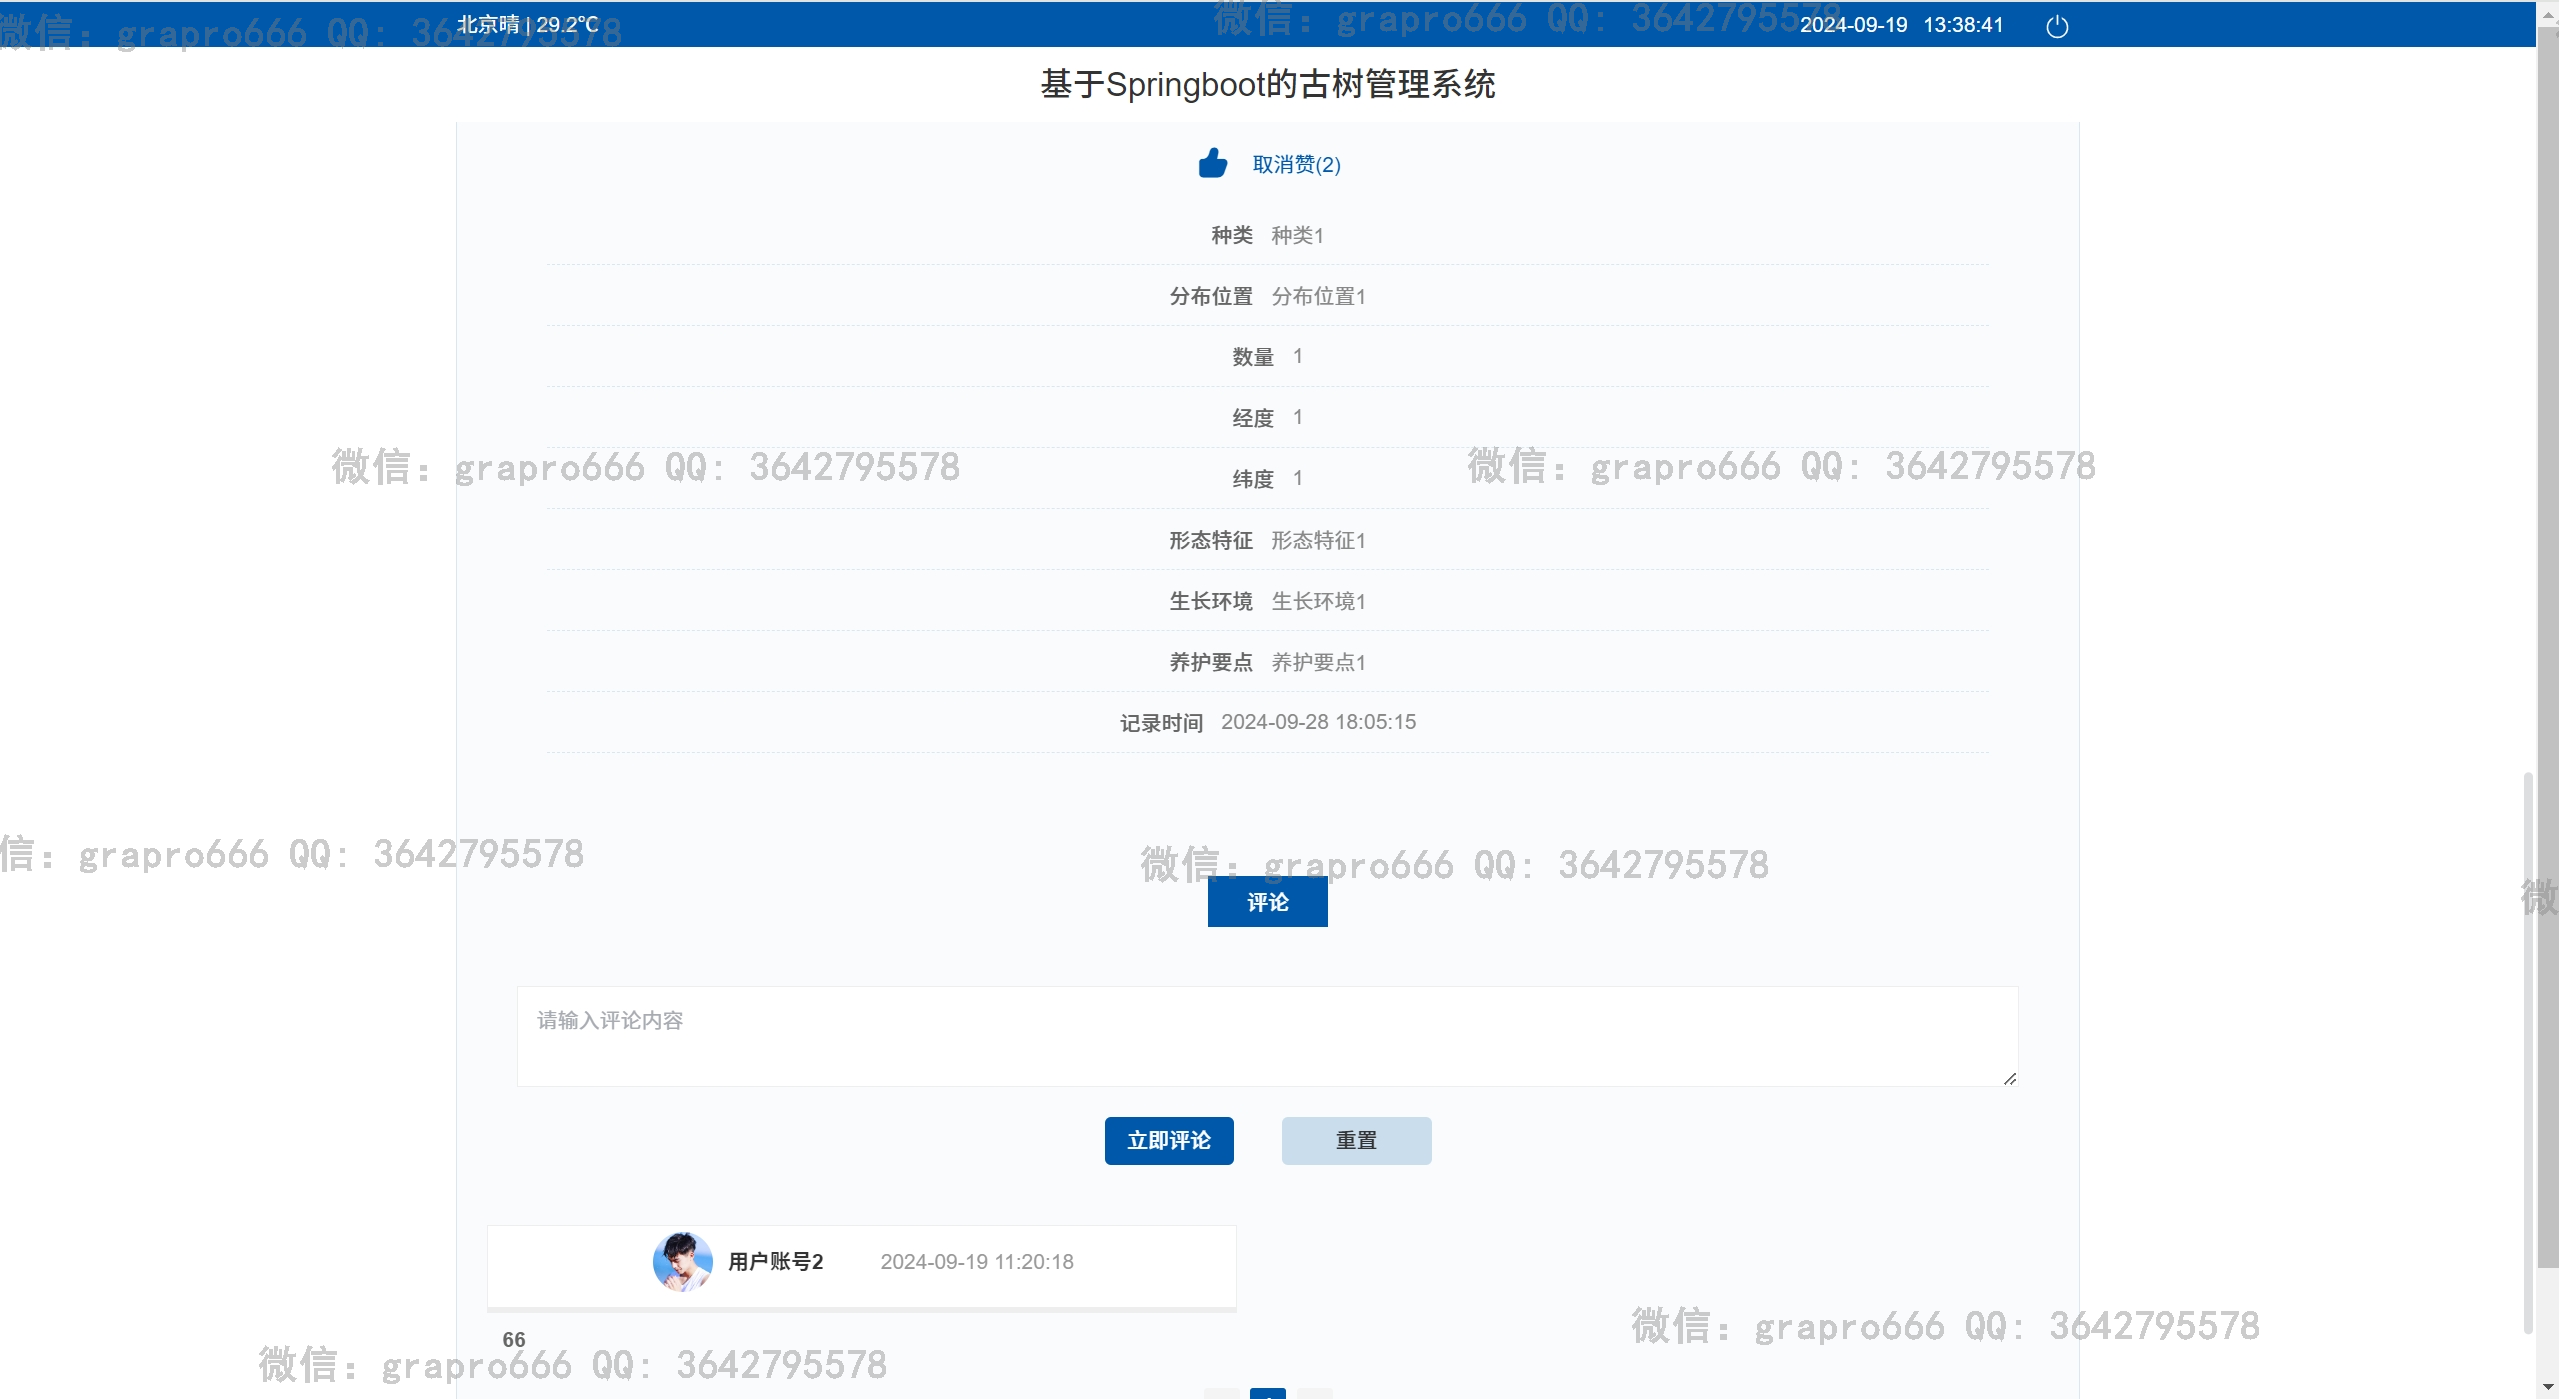 北京晴 | 29.2℃
2024-09-19 13:38:41
微信: grapro666 QQ: 3642795578
微信: grapro666 QQ: 3642795578
基于Springboot的古树管理系统
取消赞(2)
种类 种类1
分布位置 分布位置1
数量 1
经度 1
微信: grapro666 QQ: 3642795578
微信: grapro666 QQ: 3642795578
纬度 1
形态特征 形态特征1
生长环境 生长环境1
养护要点 养护要点1
记录时间 2024-09-28 18:05:15
信: grapro666 QQ: 3642795578
微信: grapro666 QQ: 3642795578
微
评论
请输入评论内容
立即评论 重置
用户账号2 2024-09-19 11:20:18
微信: grapro666 QQ: 3642795578
66
微信: grapro666 QQ: 3642795578